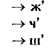 → ж'
→ ч'
→ ш'